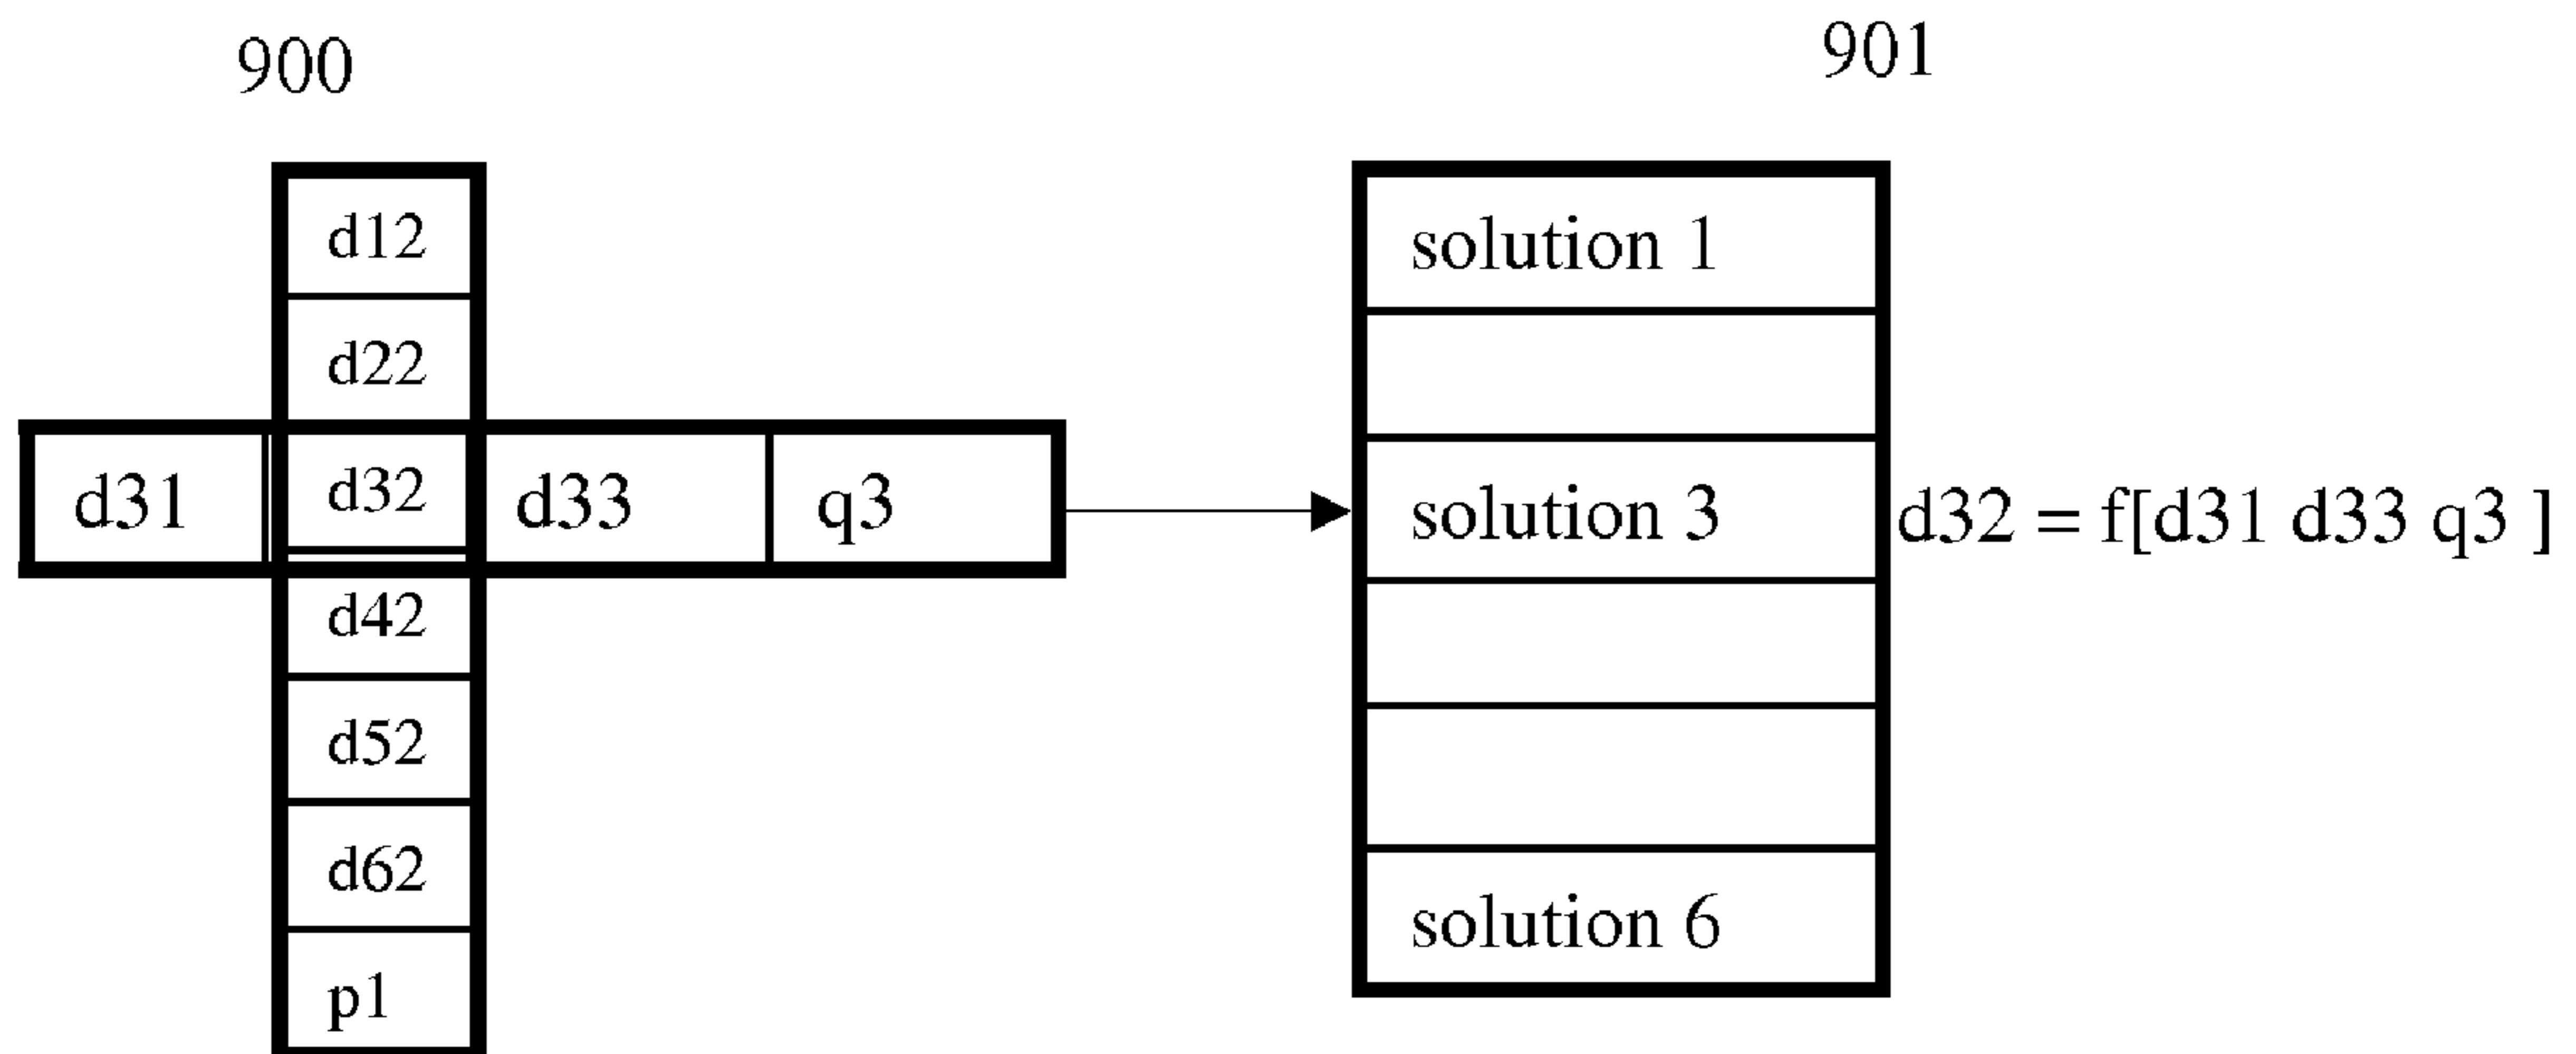 900
901
d12
d22
d31 d32 d33 q3
d42
d52
d62
p1
solution 1
solution 3 d32 = f[d31 d33 q3 ]
solution 6